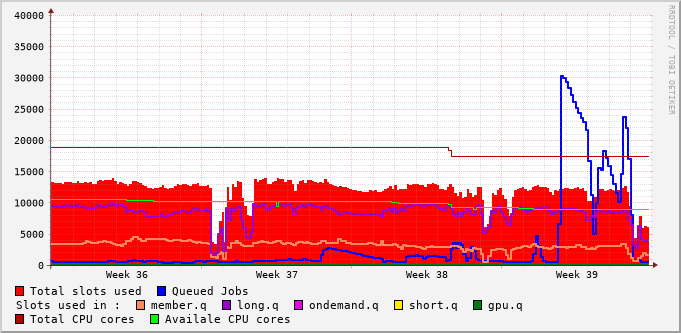 RRDTOOL / TOBI OETIKER
40000
35000
30000
25000
20000
15000
10000
5000
0
Week 36 Week 37 Week 38 Week 39
Total slots used Queued Jobs
Slots used in : member.q long.q ondemand.q short.q gpu.q
Total CPU cores Availale CPU cores